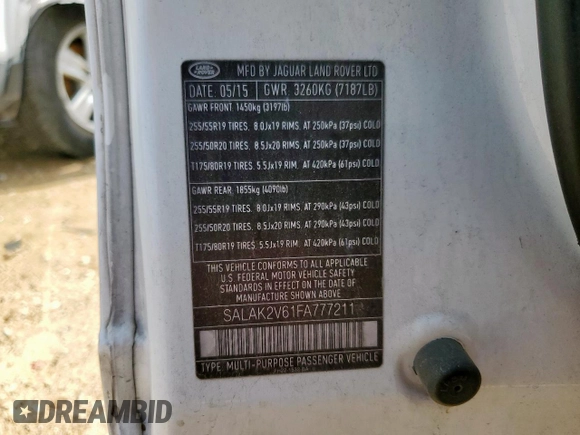 LAND ROVER
MFD BY JAGUAR LAND ROVER LTD
DATE: 05/15 GWR. 3260KG (7187LB)
GAWR FRONT 1450kg (3197lb)
255/55R19 TIRES. 8.0Jx19 RIMS. AT 250kPa (37psi) COLD
255/50R20 TIRES. 8.5Jx20 RIMS. AT 250kPa (37psi) COLD
T175/80R19 TIRES. 5.5Jx19 RIM. AT 420kPa (61psi) COLD
GAWR REAR 1855kg (4090lb)
255/55R19 TIRES. 8.0Jx19 RIMS. AT 290kPa (43psi) COLD
255/50R20 TIRES. 8.5Jx20 RIMS. AT 290kPa (43psi) COLD
T175/80R19 TIRES. 5.5Jx19 RIM. AT 420kPa (61psi) COLD
THIS VEHICLE CONFORMS TO ALL APPLICABLE
U.S. FEDERAL MOTOR VEHICLE SAFETY
STANDARDS IN EFFECT ON THE DATE OF
MANUFACTURE SHOWN ABOVE.
SALAK2V61FA777211
TYPE: MULTI-PURPOSE PASSENGER VEHICLE
DREAMBID